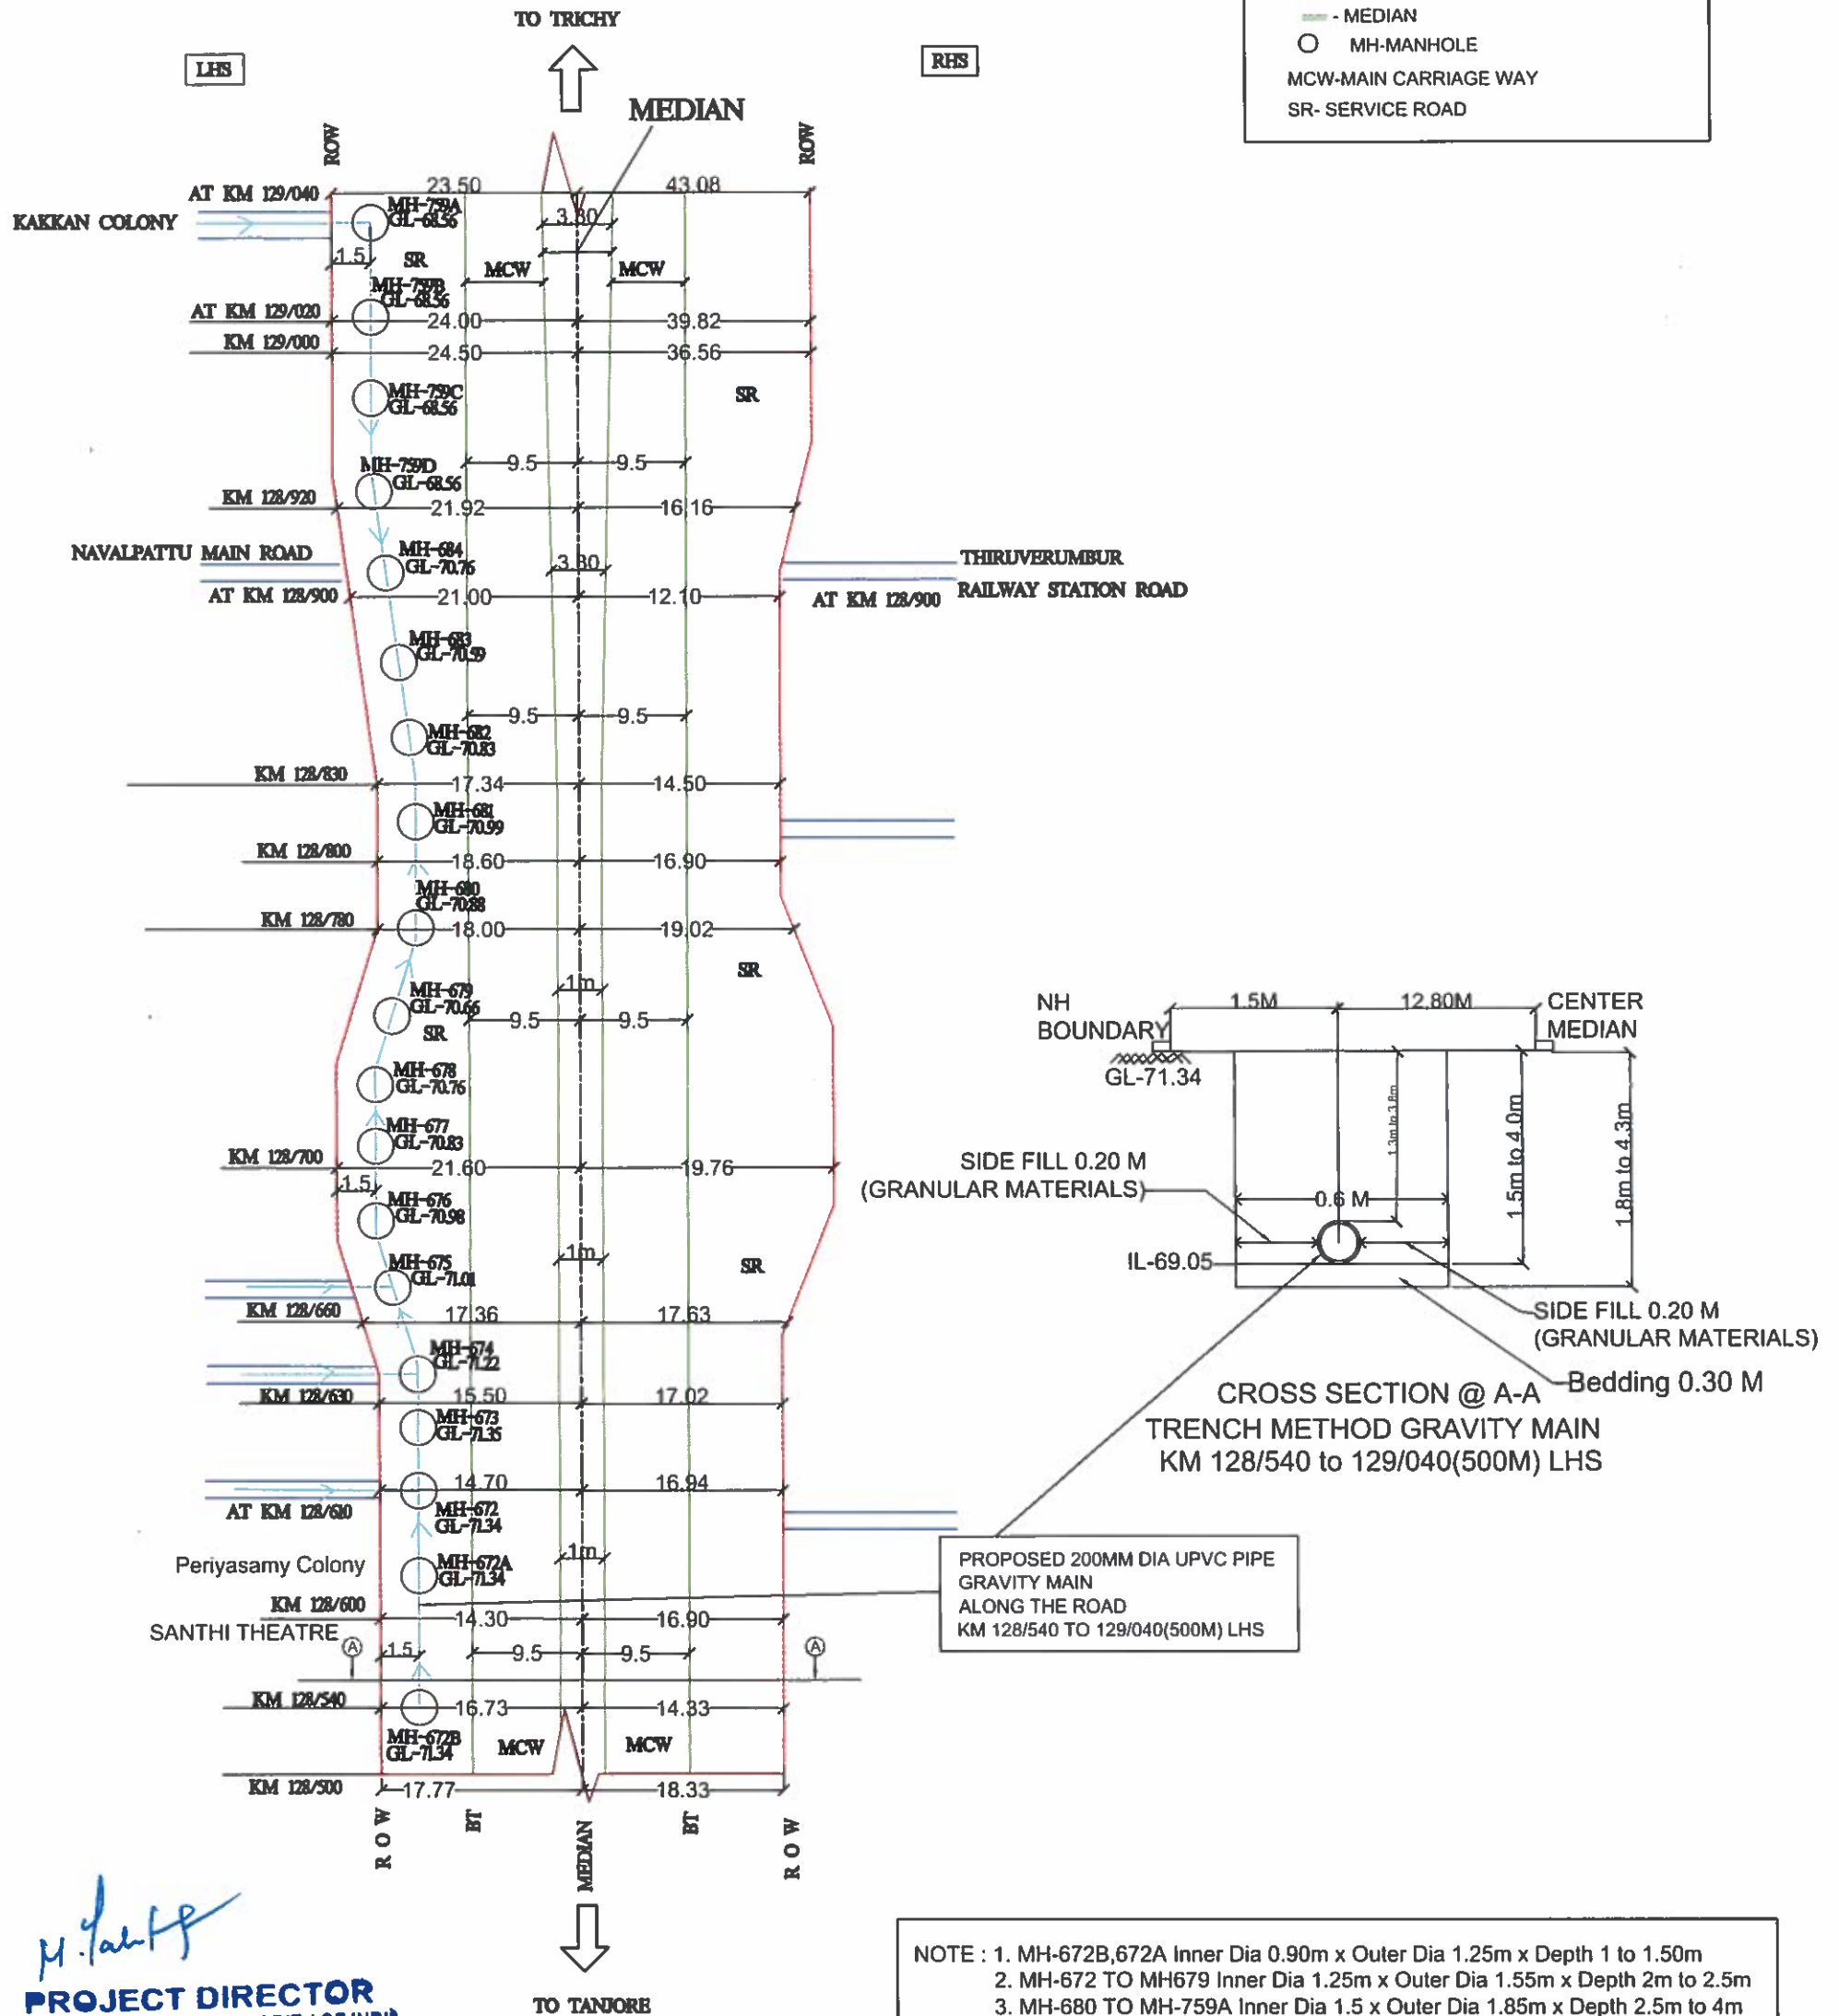 TO TRICHY
LHS
RHS
MEDIAN
- MEDIAN
MH-MANHOLE
MCW-MAIN CARRIAGE WAY
SR- SERVICE ROAD
ROW
ROW
AT KM 129/040
23.50
43.08
KAKKAN COLONY
MH-759A
GL-68.56
3.80
1.5
SR
MCW
MCW
MH-759B
GL-68.56
AT KM 129/020
24.00
39.82
KM 129/000
24.50
36.56
MH-759C
GL-68.56
SR
MH-759D
GL-68.56
9.5
9.5
KM 128/920
21.92
16.16
NAVALPATTU MAIN ROAD
MH-684
GL-70.76
3.80
THIRUVERUMBUR
RAILWAY STATION ROAD
AT KM 128/900
21.00
12.10
AT KM 128/900
MH-683
GL-70.59
9.5
9.5
MH-682
GL-70.83
KM 128/830
17.34
14.50
MH-681
GL-70.99
KM 128/800
18.60
16.90
MH-680
GL-70.88
KM 128/780
18.00
19.02
SR
MH-679
GL-70.66
SR
1m
9.5
9.5
MH-678
GL-70.76
MH-677
GL-70.83
KM 128/700
21.60
19.76
1.5
MH-676
GL-70.98
1m
SR
MH-675
GL-71.01
KM 128/660
17.36
17.63
MH-674
GL-71.22
KM 128/630
15.50
17.02
MH-673
GL-71.35
14.70
16.94
AT KM 128/610
MH-672
GL-71.34
Periyasamy Colony
MH-672A
GL-71.34
1m
KM 128/600
14.30
16.90
SANTHI THEATRE
A
1.5
9.5
9.5
A
KM 128/540
16.73
14.33
MH-672B
GL-71.34
MCW
MCW
KM 128/500
17.77
18.33
R O W
BT
MEDIAN
BT
R O W
TO TANJORE
NH
BOUNDARY
1.5M
12.80M
CENTER
MEDIAN
GL-71.34
1.3m to 3.8m
1.5m to 4.0m
1.8m to 4.3m
SIDE FILL 0.20 M
(GRANULAR MATERIALS)
0.6 M
IL-69.05
SIDE FILL 0.20 M
(GRANULAR MATERIALS)
Bedding 0.30 M
CROSS SECTION @ A-A
TRENCH METHOD GRAVITY MAIN
KM 128/540 to 129/040(500M) LHS
PROPOSED 200MM DIA UPVC PIPE
GRAVITY MAIN
ALONG THE ROAD
KM 128/540 TO 129/040(500M) LHS
PROJECT DIRECTOR
NOTE : 1. MH-672B,672A Inner Dia 0.90m x Outer Dia 1.25m x Depth 1 to 1.50m
2. MH-672 TO MH679 Inner Dia 1.25m x Outer Dia 1.55m x Depth 2m to 2.5m
3. MH-680 TO MH-759A Inner Dia 1.5 x Outer Dia 1.85m x Depth 2.5m to 4m